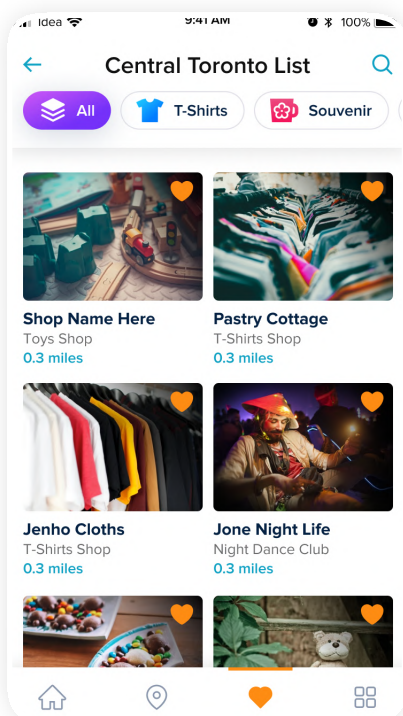 Idea
9:41 AM
100%
Central Toronto List
All
T-Shirts
Souvenir
Shop Name Here
Toys Shop
0.3 miles
Pastry Cottage
T-Shirts Shop
0.3 miles
Jenho Cloths
T-Shirts Shop
0.3 miles
Jone Night Life
Night Dance Club
0.3 miles